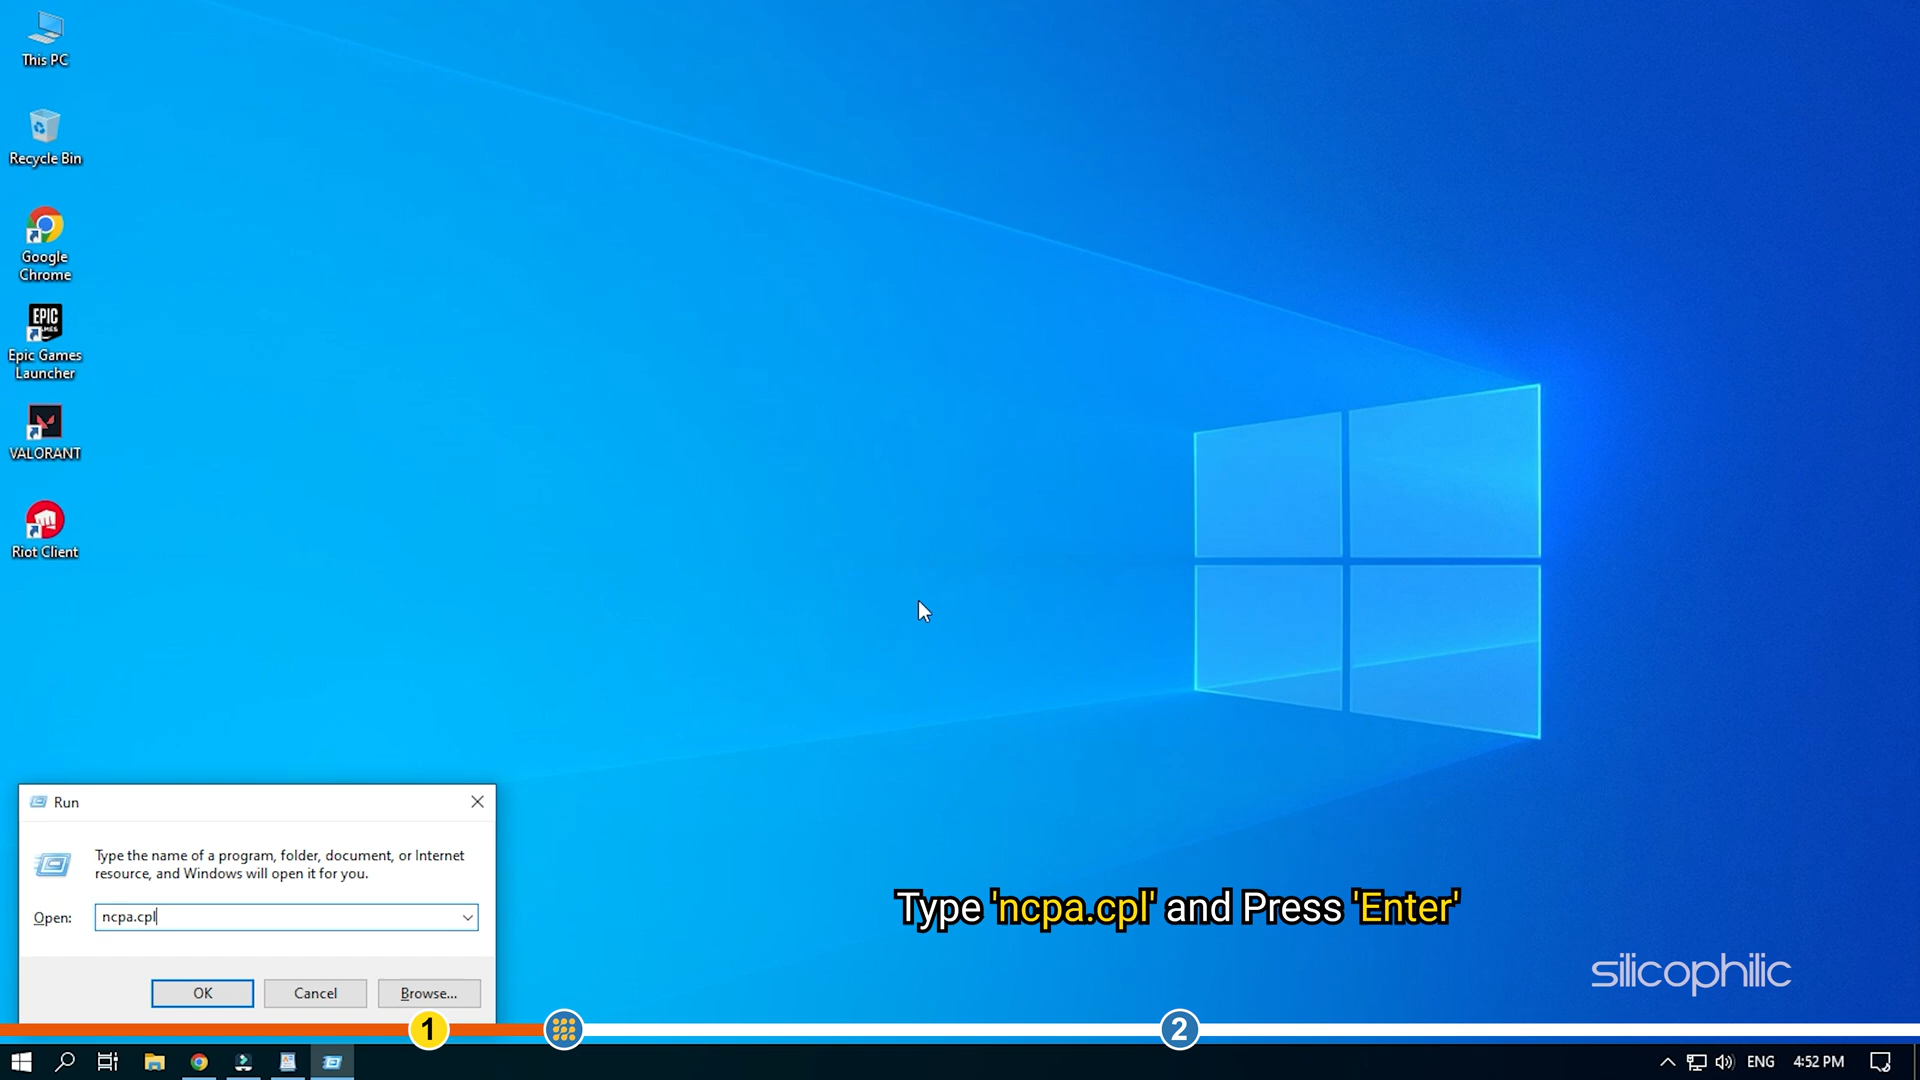 This PC
Recycle Bin
Google
Chrome
EPIC
GAMES
Epic Games
Launcher
VALORANT
Riot Client
Run
Type the name of a program, folder, document, or Internet
resource, and Windows will open it for you.
Open:
ncpa.cpl
OK
Cancel
Browse...
Type 'ncpa.cpl' and Press 'Enter'
silicophilic
1
2
ENG
4:52 PM